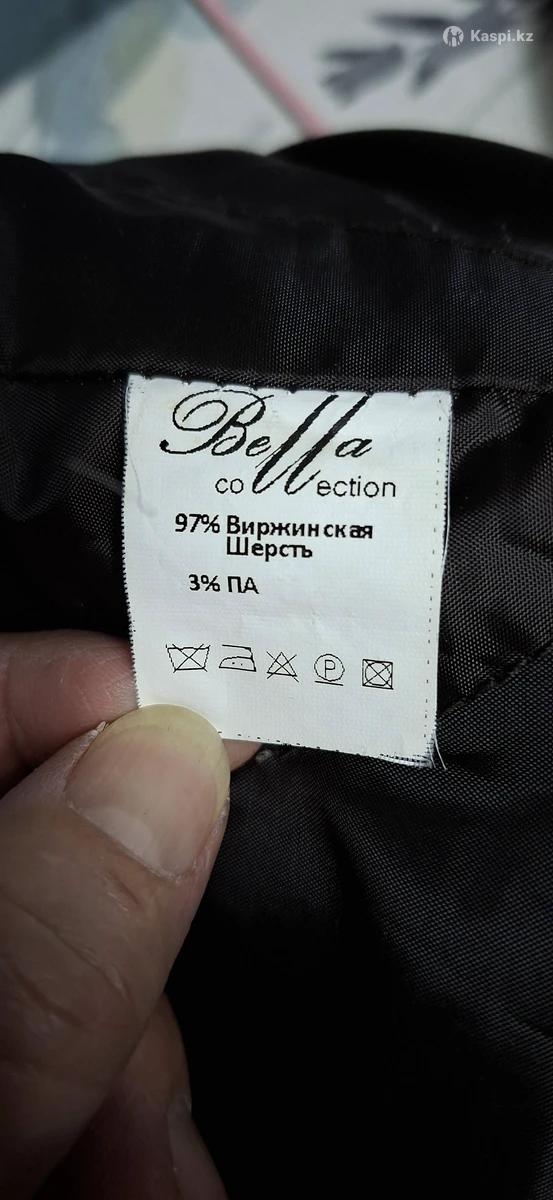 Kaspi.kz
Bella
collection
97% Виржинская
Шерсть
3% ПА
P